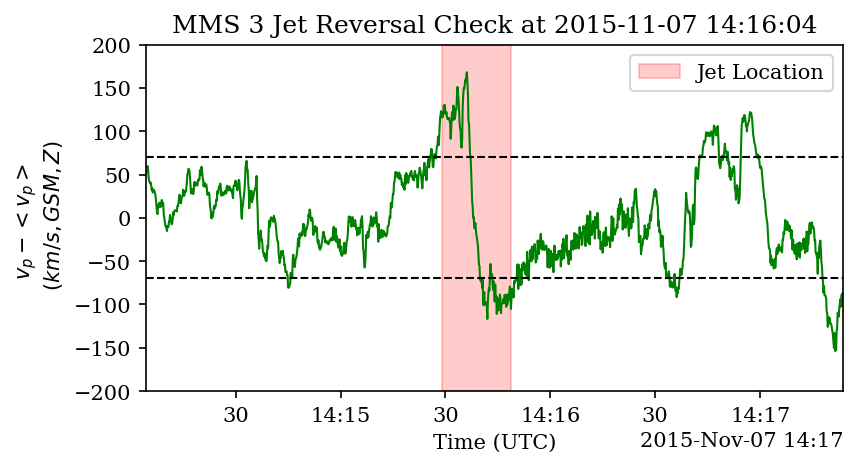 MMS 3 Jet Reversal Check at 2015-11-07 14:16:04
v_p − <v_p>
(km/s, GSM, Z)
200
150
100
50
0
−50
−100
−150
−200
Jet Location
30
14:15
30
14:16
30
14:17
Time (UTC)
2015-Nov-07 14:17